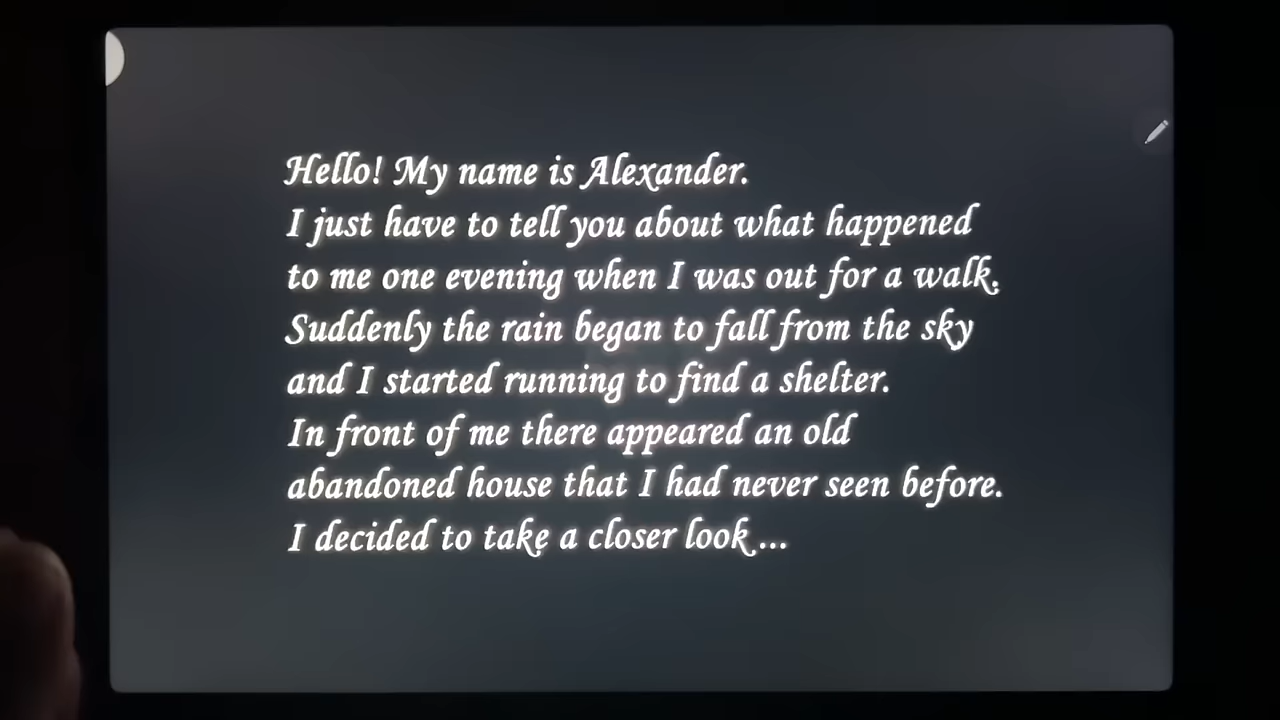 Hello! My name is Alexander.
I just have to tell you about what happened
to me one evening when I was out for a walk.
Suddenly the rain began to fall from the sky
and I started running to find a shelter.
In front of me there appeared an old
abandoned house that I had never seen before.
I decided to take a closer look...